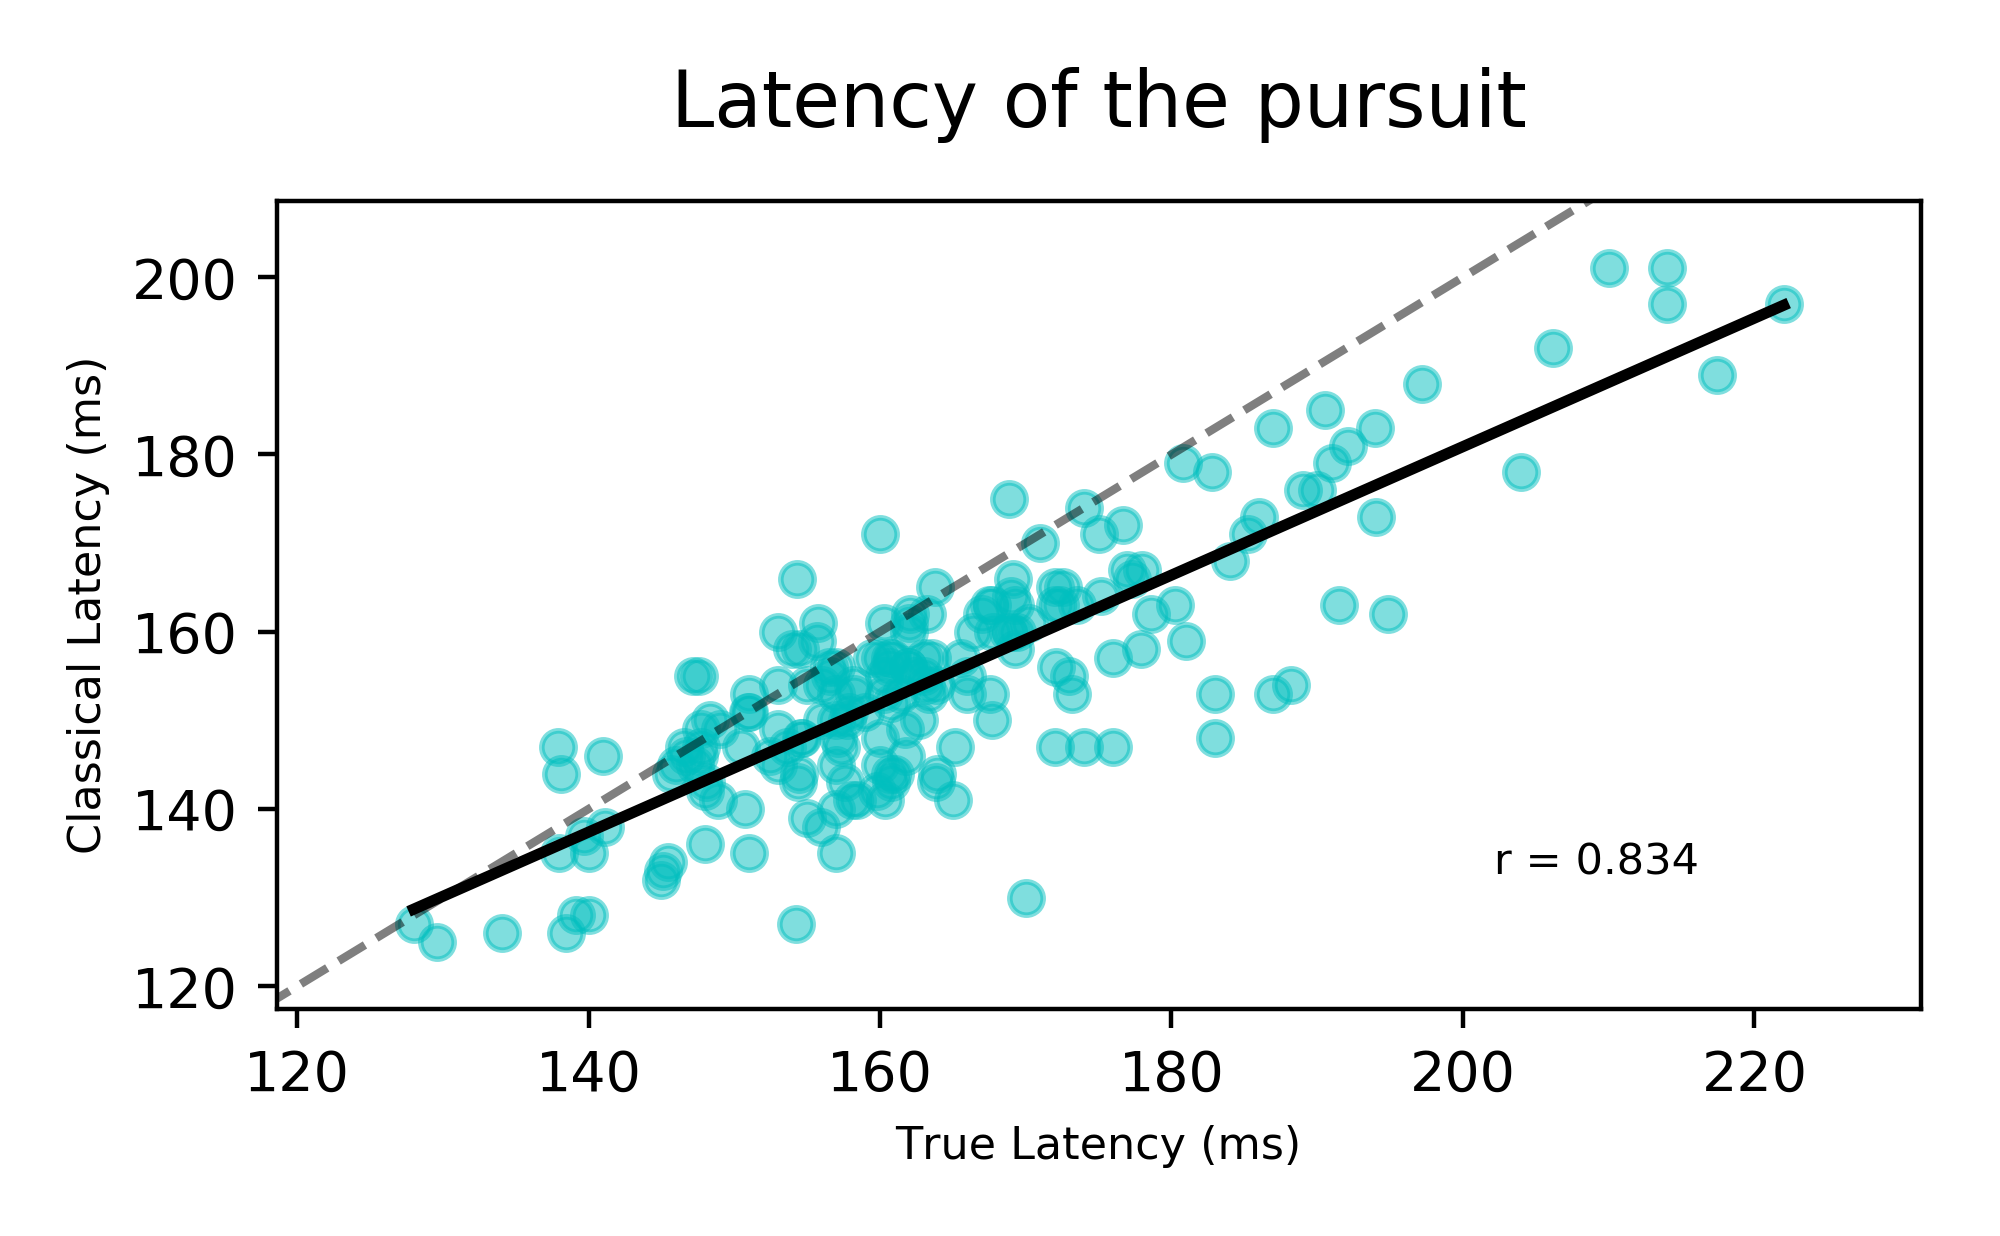 Latency of the pursuit
Classical Latency (ms)
200
180
160
140
120
r = 0.834
120 140 160 180 200 220
True Latency (ms)